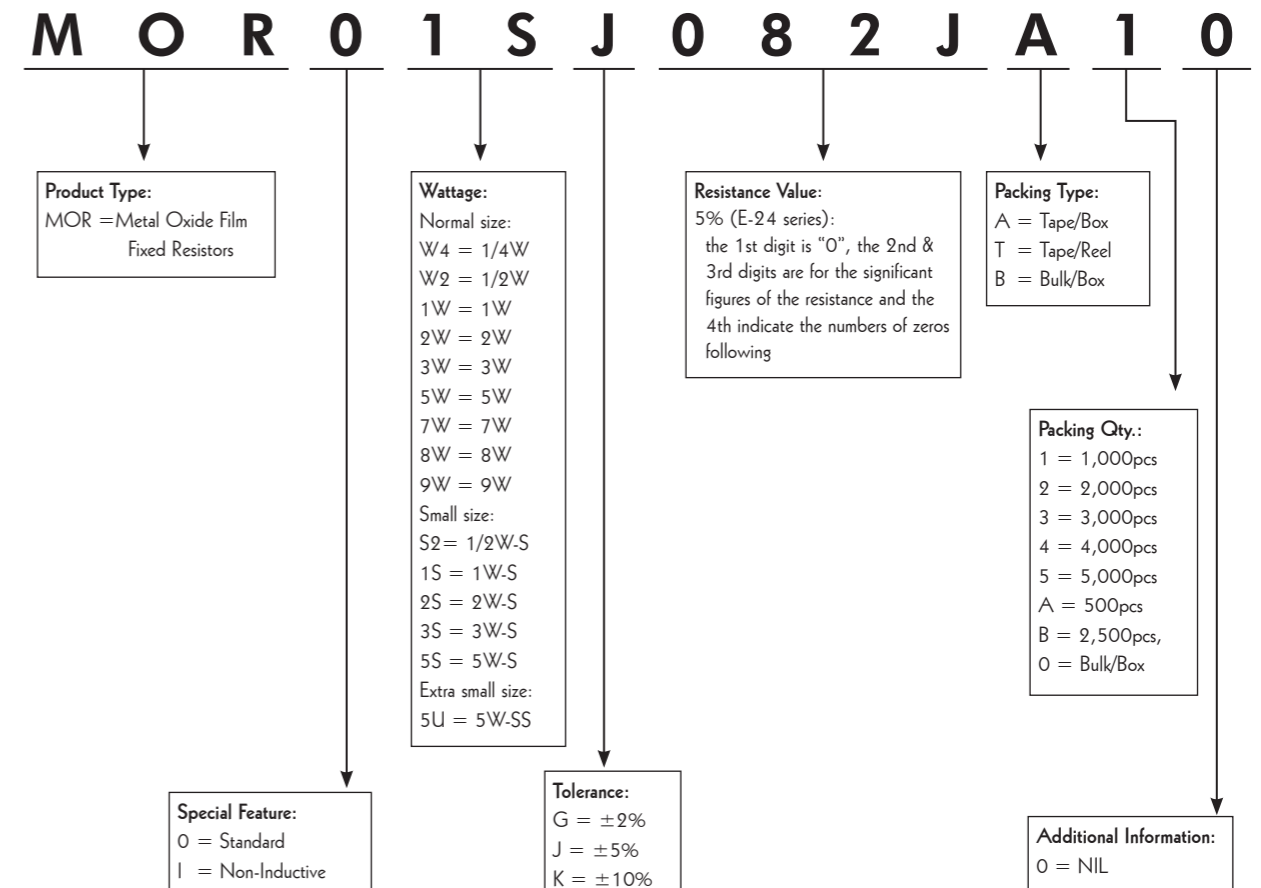 M O R 0 1 S J 0 8 2 J A 1 0
Product Type:
MOR =Metal Oxide Film
Fixed Resistors
Wattage:
Normal size:
W4 = 1/4W
W2 = 1/2W
1W = 1W
2W = 2W
3W = 3W
5W = 5W
7W = 7W
8W = 8W
9W = 9W
Small size:
S2= 1/2W-S
1S = 1W-S
2S = 2W-S
3S = 3W-S
5S = 5W-S
Extra small size:
5U = 5W-SS
Resistance Value:
5% (E-24 series):
the 1st digit is “0”, the 2nd &
3rd digits are for the significant
figures of the resistance and the
4th indicate the numbers of zeros
following
Packing Type:
A = Tape/Box
T = Tape/Reel
B = Bulk/Box
Packing Qty.:
1 = 1,000pcs
2 = 2,000pcs
3 = 3,000pcs
4 = 4,000pcs
5 = 5,000pcs
A = 500pcs
B = 2,500pcs,
0 = Bulk/Box
Special Feature:
0 = Standard
I = Non-Inductive
Tolerance:
G = ±2%
J = ±5%
K = ±10%
Additional Information:
0 = NIL